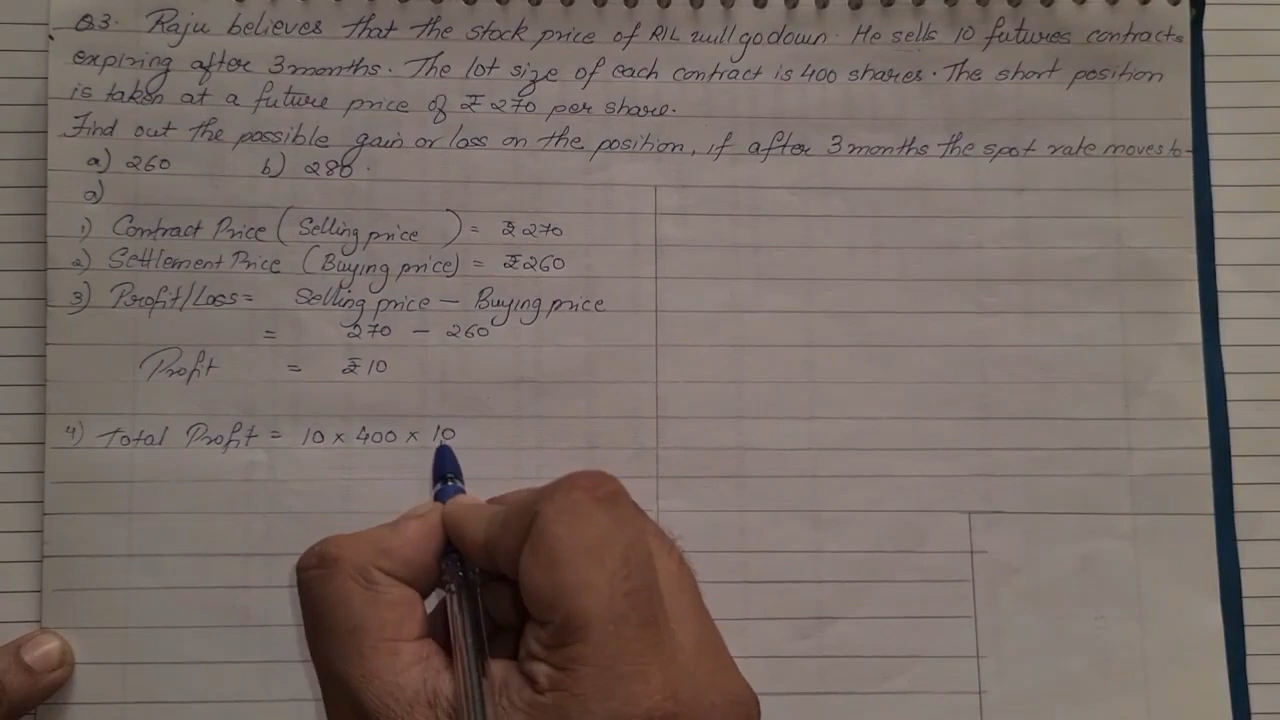 Q3. Raju believes that the stock price of RIL will go down. He sells 10 futures contracts
expiring after 3 months. The lot size of each contract is 400 shares. The short position
is taken at a future price of ₹270 per share.
Find out the possible gain or loss on the position, if after 3 months the spot rate moves to-
a) 260 b) 280.
a)
1) Contract Price (Selling price) = ₹270
2) Settlement Price (Buying price) = ₹260
3) Profit/Loss = Selling price - Buying price
= 270 - 260
Profit = ₹10
4) Total Profit = 10 × 400 × 10